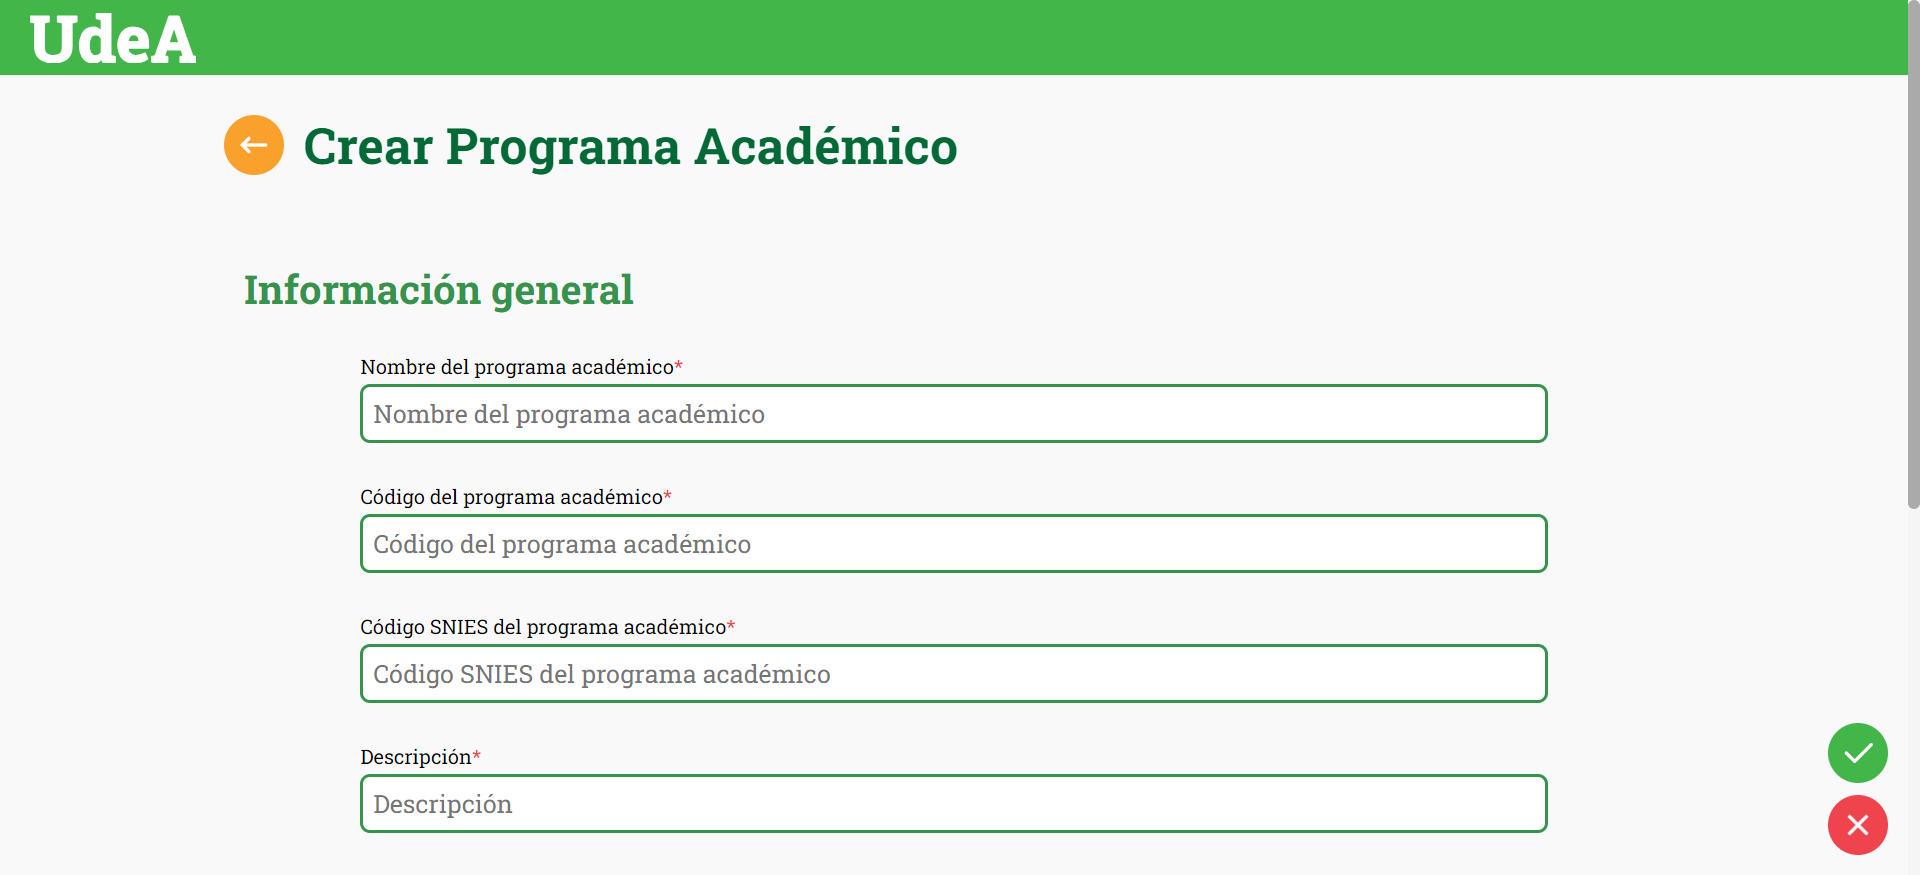 UdeA
Crear Programa Académico
Información general
Nombre del programa académico*
Nombre del programa académico
Código del programa académico*
Código del programa académico
Código SNIES del programa académico*
Código SNIES del programa académico
Descripción*
Descripción